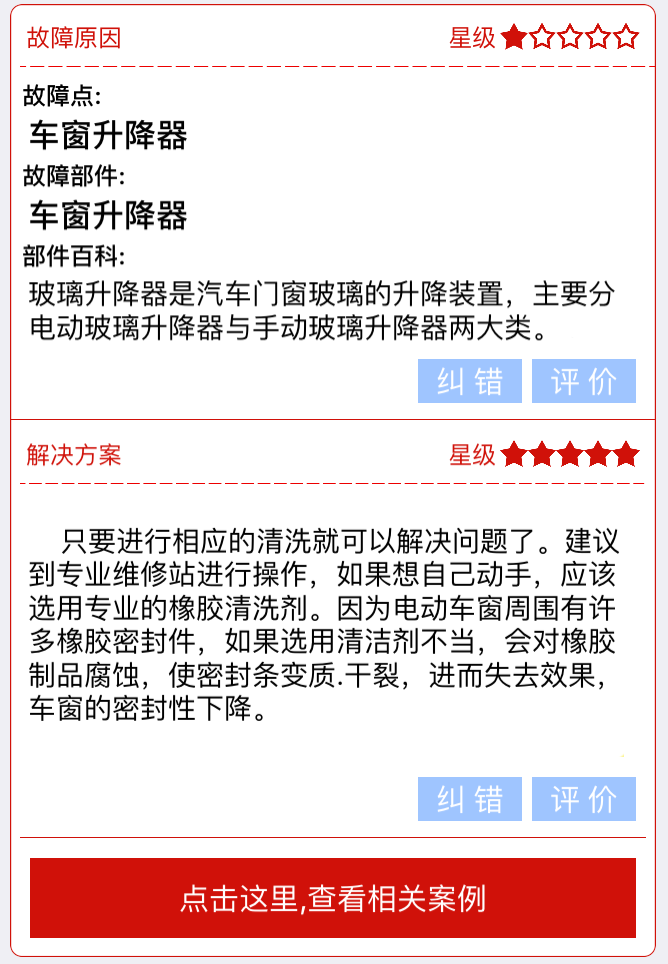 故障原因
星级
故障点:
车窗升降器
故障部件:
车窗升降器
部件百科:
玻璃升降器是汽车门窗玻璃的升降装置，主要分
电动玻璃升降器与手动玻璃升降器两大类。
纠 错 评 价
解决方案
星级
只要进行相应的清洗就可以解决问题了。建议
到专业维修站进行操作，如果想自己动手，应该
选用专业的橡胶清洗剂。因为电动车窗周围有许
多橡胶密封件，如果选用清洁剂不当，会对橡胶
制品腐蚀，使密封条变质.干裂，进而失去效果，
车窗的密封性下降。
纠 错 评 价
点击这里,查看相关案例